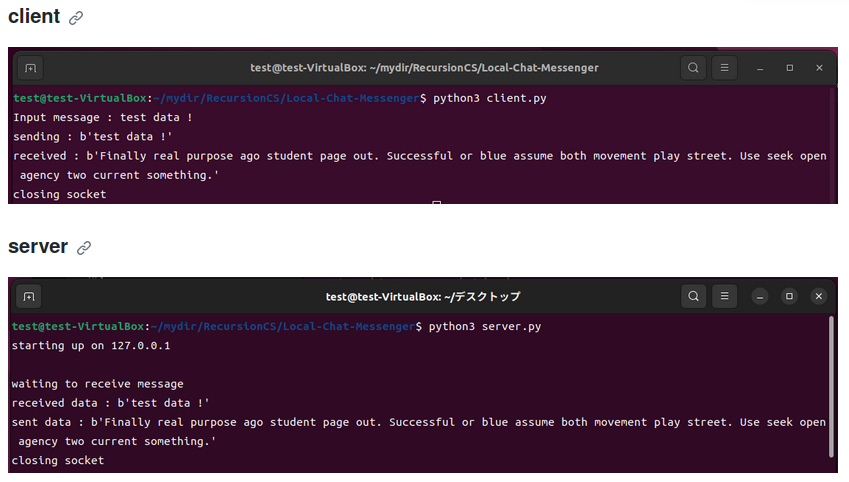 client
test@test-VirtualBox: ~/mydir/RecursionCS/Local-Chat-Messenger
test@test-VirtualBox:~/mydir/RecursionCS/Local-Chat-Messenger$ python3 client.py
Input message : test data !
sending : b'test data !'
received : b'Finally real purpose ago student page out. Successful or blue assume both movement play street. Use seek open
agency two current something.'
closing socket
server
test@test-VirtualBox: ~/デスクトップ
test@test-VirtualBox:~/mydir/RecursionCS/Local-Chat-Messenger$ python3 server.py
starting up on 127.0.0.1
waiting to receive message
received data : b'test data !'
sent data : b'Finally real purpose ago student page out. Successful or blue assume both movement play street. Use seek open
agency two current something.'
closing socket